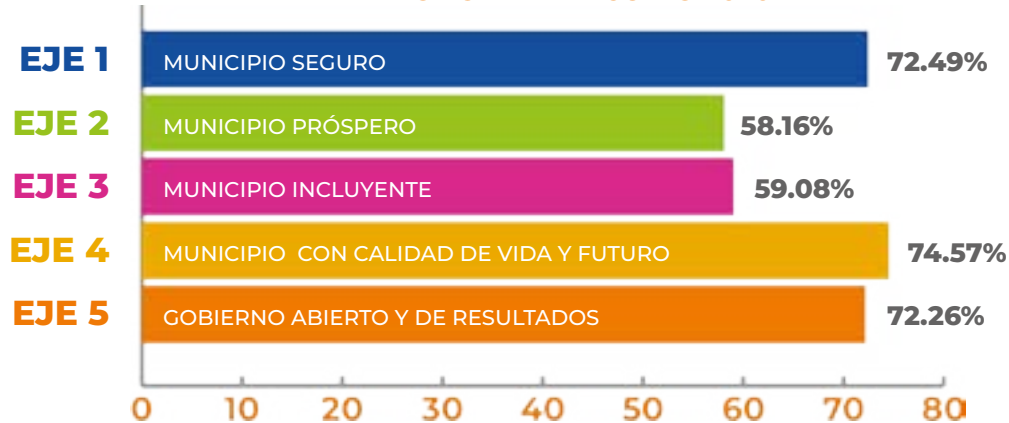 EJE 1 MUNICIPIO SEGURO 72.49%
EJE 2 MUNICIPIO PRÓSPERO 58.16%
EJE 3 MUNICIPIO INCLUYENTE 59.08%
EJE 4 MUNICIPIO CON CALIDAD DE VIDA Y FUTURO 74.57%
EJE 5 GOBIERNO ABIERTO Y DE RESULTADOS 72.26%
0 10 20 30 40 50 60 70 80